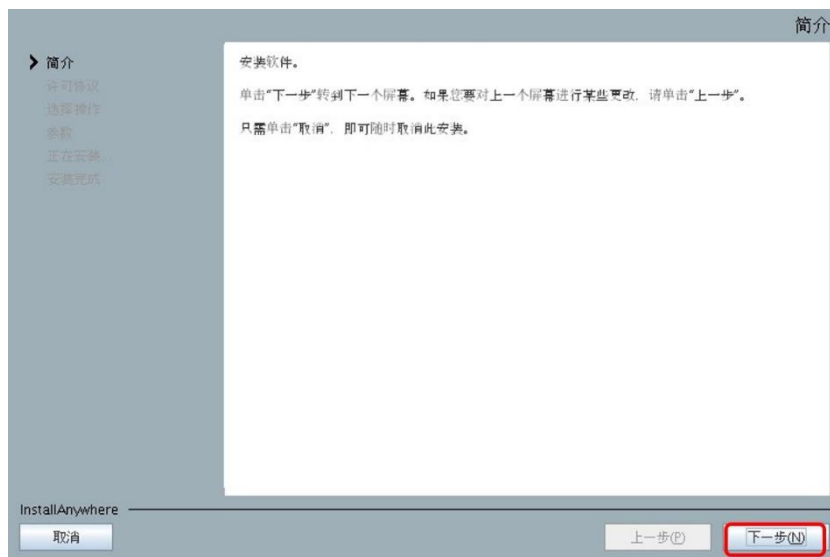 简介
简介
许可协议
选择操作
参数
正在安装...
安装完成
安装软件。
单击“下一步”转到下一个屏幕。如果您要对上一个屏幕进行某些更改，请单击“上一步”。
只需单击“取消”，即可随时取消此安装。
InstallAnywhere
取消
上一步(P)
下一步(N)